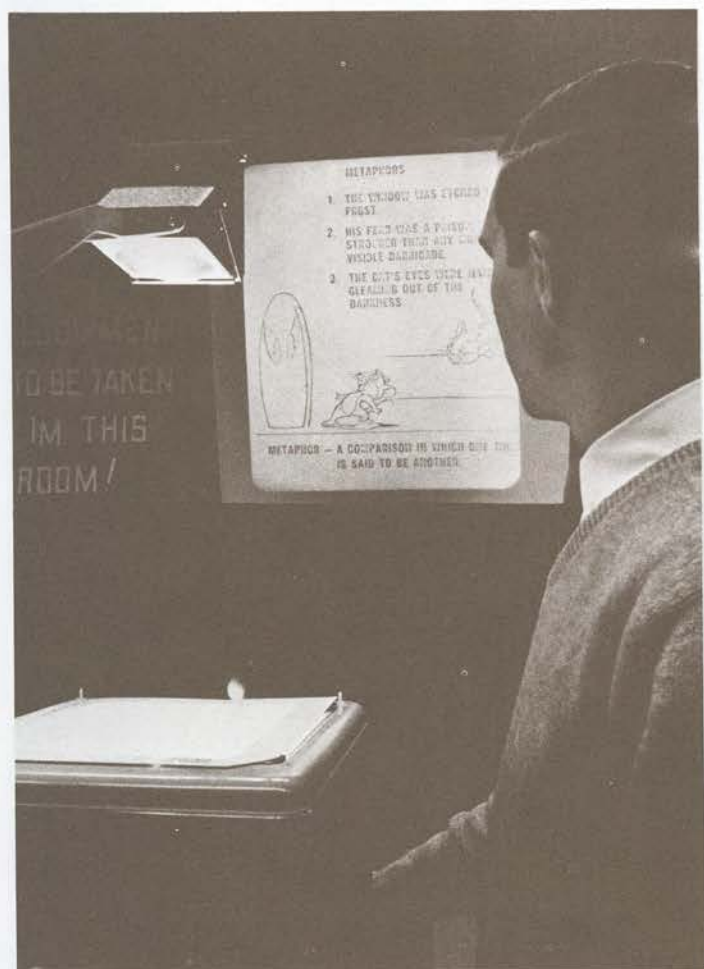 METAPHORS
1. THE WINDOW WAS ETCHED
FROST.
2. HIS FEAR WAS A PRISON
STRONGER THAN ANY
VISIBLE BARRICADE.
3. THE CAT'S EYES WERE
GLEAMING OUT OF THE
DARKNESS
METAPHOR – A COMPARISON IN WHICH ONE
IS SAID TO BE ANOTHER.
TO BE TAKEN
THIS
ROOM!